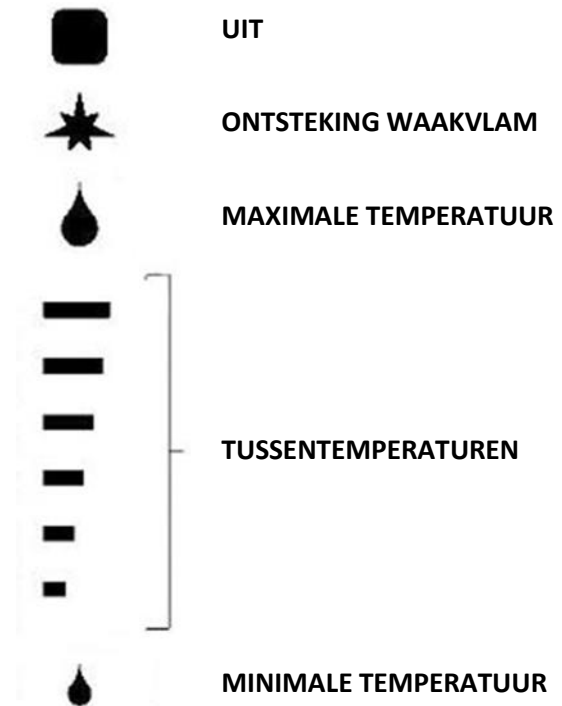 UIT
ONTSTEKING WAAKVLAM
MAXIMALE TEMPERATUUR
TUSSENTEMPERATUREN
MINIMALE TEMPERATUUR